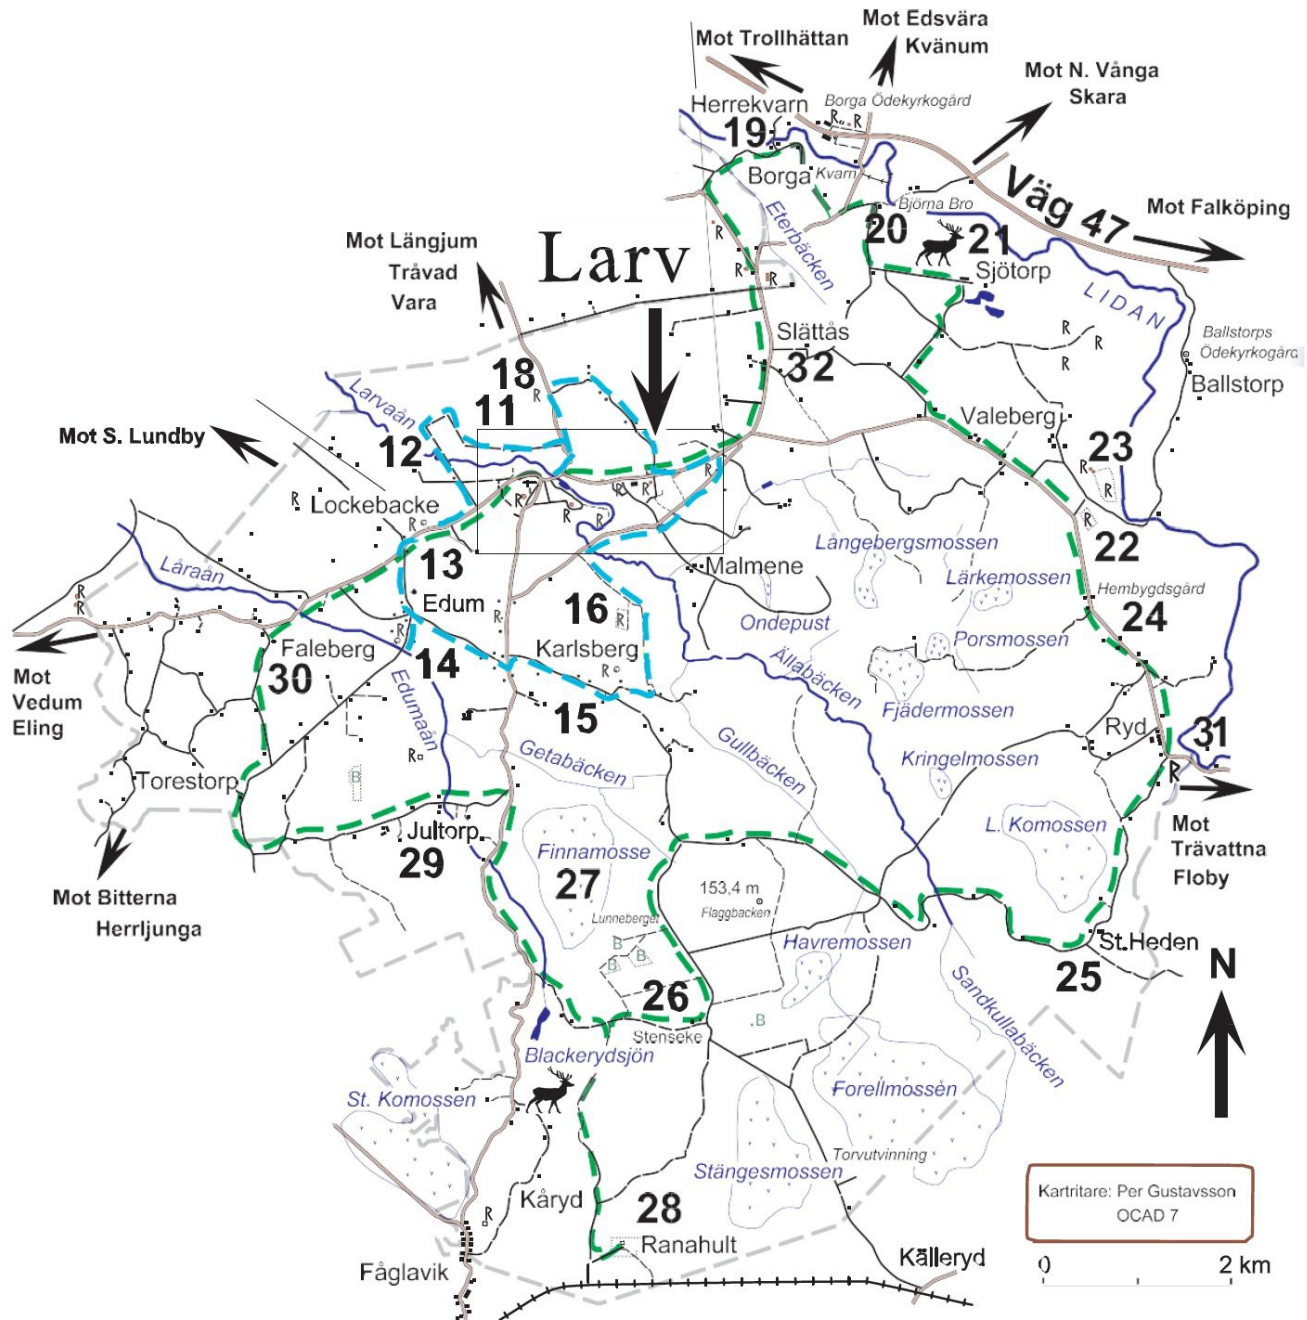 Mot Edsvära
Kvänum
Mot Trollhättan
Mot N. Vånga
Skara
Herrekvarn
Borga Ödekyrkogård
R
R
19
Borga
Kvarn
Väg 47
Mot Falköping
Björna Bro
20
21
Eterbäcken
Sjötorp
LIDAN
Mot Längjum
Tråvad
Vara
Larv
R
R
R
Slättås
32
R
R
R
Ballstorps
Ödekyrkogård
Ballstorp
18
R
Larvaån
11
Valeberg
Mot S. Lundby
12
23
R
R
R
Lockebacke
R
R
R
R
R
R
R
22
Långebergsmossen
13
Malmene
Lärkemossen
Låraån
Edum
16
R
Hembygdsgård
24
R
R
R
R
Ondepust
Porsmossen
Faleberg
14
Karlsberg
R
Ällabäcken
Mot
Vedum
Eling
30
Edumaån
15
Fjädermossen
Ryd
31
R
Getabäcken
Gullbäcken
Kringelmossen
R
Torestorp
B
L. Komossen
Mot
Trävattna
Floby
Jultorp
29
Finnamosse
27
153,4 m
Flaggbacken
Mot Bitterna
Herrljunga
Lunneberget
B
B
B
Havremossen
St.Heden
25
N
26
Sandkullabäcken
B
Stenseke
Blackerydsjön
St. Komossen
Forellmossen
Torvutvinning
Stängesmossen
Kartritare: Per Gustavsson
OCAD 7
Kåryd
28
R
Ranahult
Källeryd
Fåglavik
0
2 km